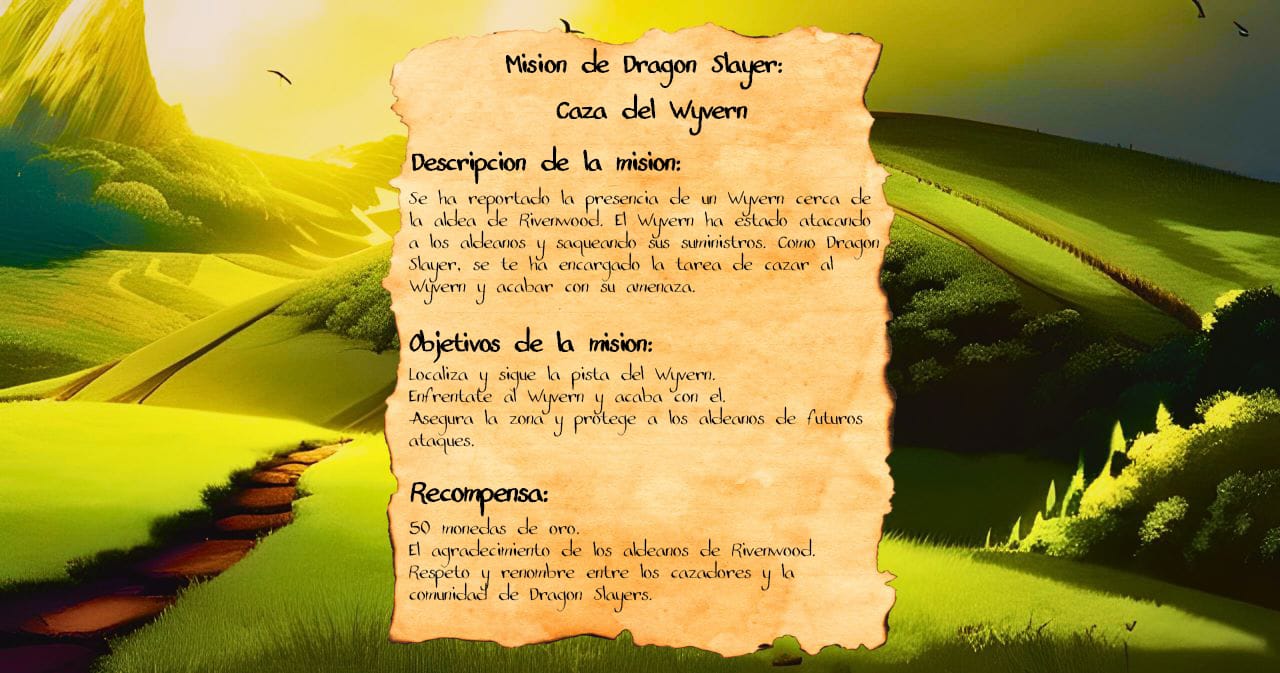 Mision de Dragon Slayer:
Caza del Wyvern
Descripcion de la mision:
Se ha reportado la presencia de un Wyvern cerca de
la aldea de Rivenwood. El Wyvern ha estado atacando
a los aldeanos y saqueando sus suministros. Como Dragon
Slayer, se te ha encargado la tarea de cazar al
Wyvern y acabar con su amenaza.
Objetivos de la mision:
Localiza y sigue la pista del Wyvern.
Enfrentate al Wyvern y acaba con el.
Asegura la zona y protege a los aldeanos de futuros
ataques.
Recompensa:
50 monedas de oro.
El agradecimiento de los aldeanos de Rivenwood.
Respeto y renombre entre los cazadores y la
comunidad de Dragon Slayers.